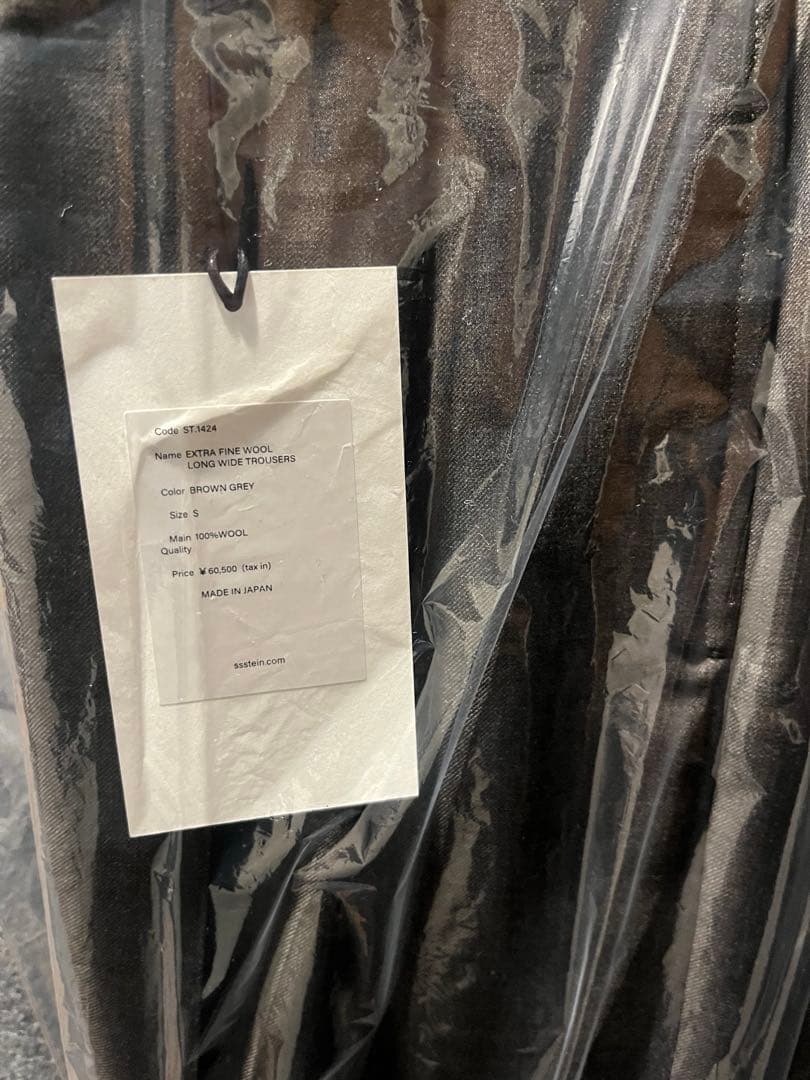 Code ST.1424
Name EXTRA FINE WOOL
LONG WIDE TROUSERS
Color BROWN GREY
Size S
Main 100%WOOL
Quality
Price ¥60,500 (tax in)
MADE IN JAPAN
ssstein.com